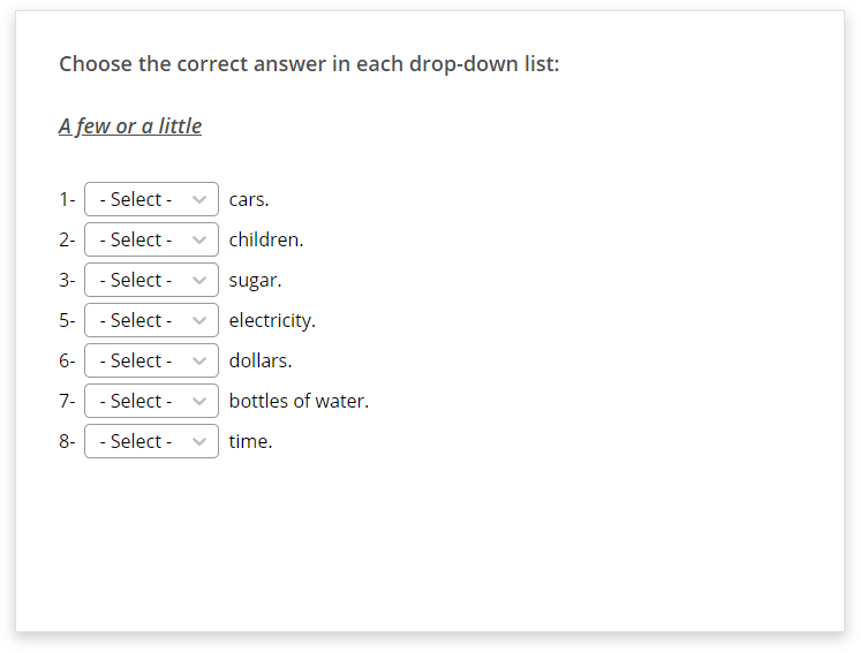 Choose the correct answer in each drop-down list:
A few or a little
1- - Select - cars.
2- - Select - children.
3- - Select - sugar.
5- - Select - electricity.
6- - Select - dollars.
7- - Select - bottles of water.
8- - Select - time.